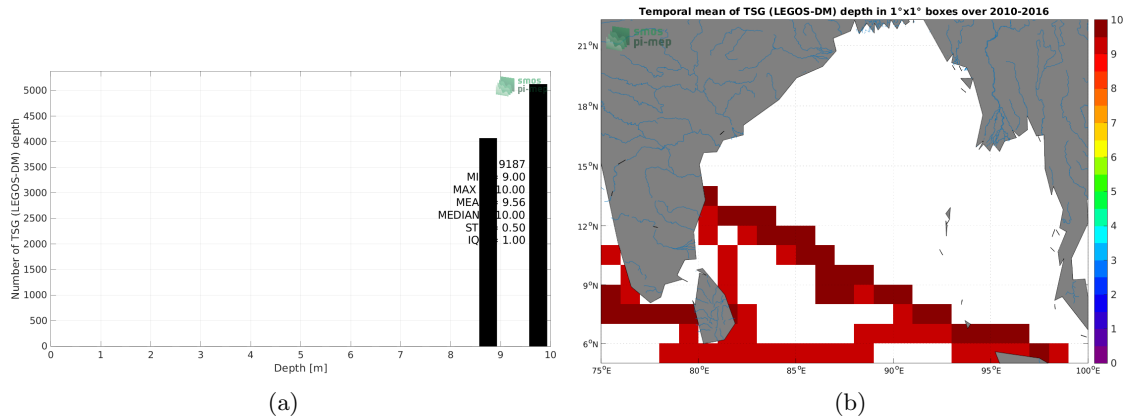 smos
pi-mep
5000
4500
4000
3500
3000
2500
2000
1500
1000
500
0
Number of TSG (LEGOS-DM) depth
9187
MI = 9.00
MAX 10.00
MEA = 9.56
MEDIAN 10.00
ST = 0.50
IQ = 1.00
0 1 2 3 4 5 6 7 8 9 10
Depth [m]
(a)
Temporal mean of TSG (LEGOS-DM) depth in 1°x1° boxes over 2010-2016
smos
pi-mep
21°N
18°N
15°N
12°N
9°N
6°N
75°E 80°E 85°E 90°E 95°E 100°E
10
9
8
7
6
5
4
3
2
1
0
(b)